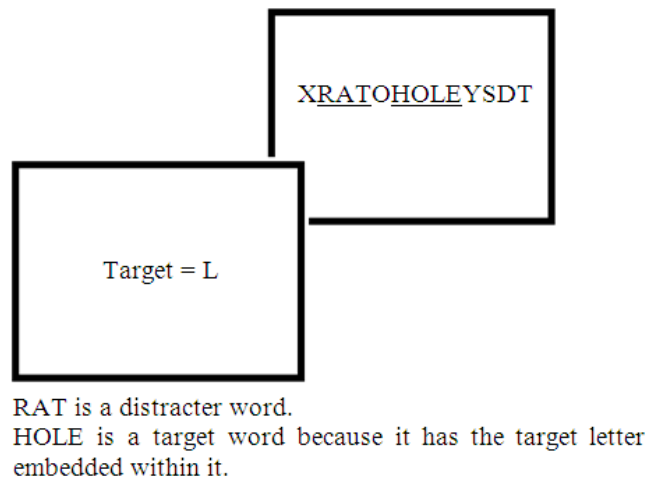 XRATOHOLEYSDT
Target = L
RAT is a distracter word.
HOLE is a target word because it has the target letter
embedded within it.